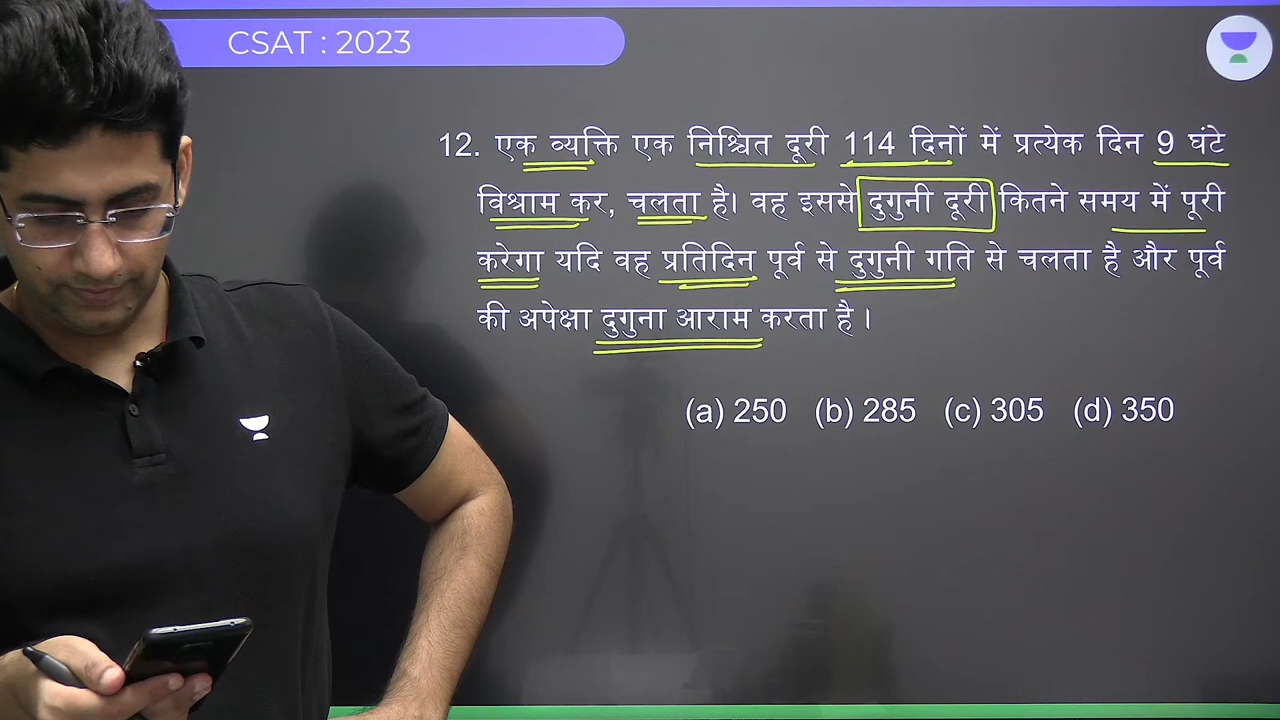 CSAT : 2023
12. एक व्यक्ति एक निश्चित दूरी 114 दिनों में प्रत्येक दिन 9 घंटे
विश्राम कर, चलता है। वह इससे दुगुनी दूरी कितने समय में पूरी
करेगा यदि वह प्रतिदिन पूर्व से दुगुनी गति से चलता है और पूर्व
की अपेक्षा दुगुना आराम करता है ।
(a) 250 (b) 285 (c) 305 (d) 350